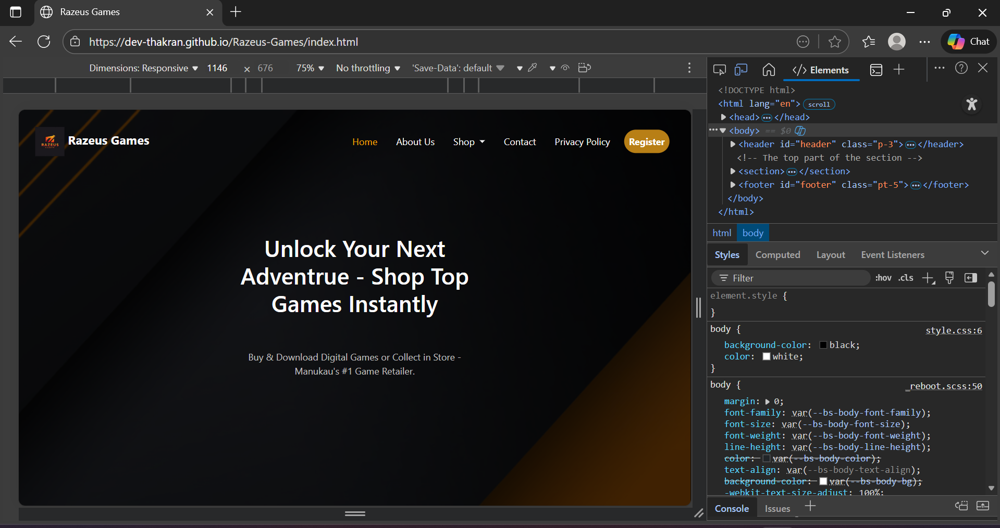 Razeus Games
https://dev-thakran.github.io/Razeus-Games/index.html
Chat
Dimensions: Responsive 1146 × 676 75% No throttling 'Save-Data': default
Elements
RAZEUS
Razeus Games
Home About Us Shop Contact Privacy Policy Register
Unlock Your Next
Adventrue - Shop Top
Games Instantly
Buy & Download Digital Games or Collect in Store -
Manukau's #1 Game Retailer.
<!DOCTYPE html>
<html lang="en"> scroll
<head> ••• </head>
••• <body> == $0
<header id="header" class="p-3"> ••• </header>
<!-- The top part of the section -->
<section> ••• </section>
<footer id="footer" class="pt-5"> ••• </footer>
</body>
</html>
html body
Styles Computed Layout Event Listeners
Filter :hov .cls
element.style {
}
body { style.css:6
background-color: black;
color: white;
}
body { _reboot.scss:50
margin: 0;
font-family: var(--bs-body-font-family);
font-size: var(--bs-body-font-size);
font-weight: var(--bs-body-font-weight);
line-height: var(--bs-body-line-height);
color: var(--bs-body-color);
text-align: var(--bs-body-text-align);
background-color: var(--bs-body-bg);
-webkit-text-size-adjust: 100%;
Console Issues